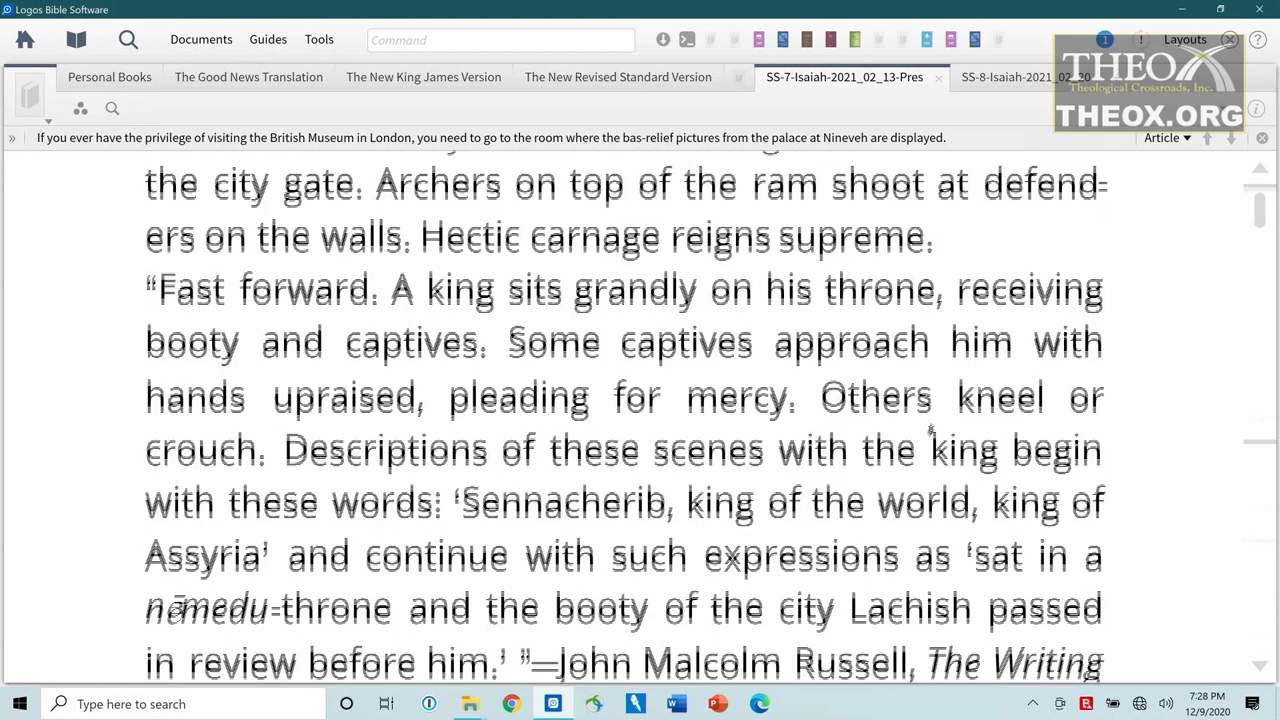 Logos Bible Software
Documents Guides Tools Command Layouts
Personal Books The Good News Translation The New King James Version The New Revised Standard Version SS-7-Isaiah-2021_02_13-Pres SS-8-Isaiah-2021_02_20
THEOX
Theological Crossroads, Inc.
THEOX.ORG
» If you ever have the privilege of visiting the British Museum in London, you need to go to the room where the bas-relief pictures from the palace at Nineveh are displayed. Article
the city gate. Archers on top of the ram shoot at defend-
ers on the walls. Hectic carnage reigns supreme.
“Fast forward. A king sits grandly on his throne, receiving
booty and captives. Some captives approach him with
hands upraised, pleading for mercy. Others kneel or
crouch. Descriptions of these scenes with the king begin
with these words: ‘Sennacherib, king of the world, king of
Assyria’ and continue with such expressions as ‘sat in a
nēmedu-throne and the booty of the city Lachish passed
in review before him.’ ”—John Malcolm Russell, The Writing
Type here to search
7:28 PM
12/9/2020